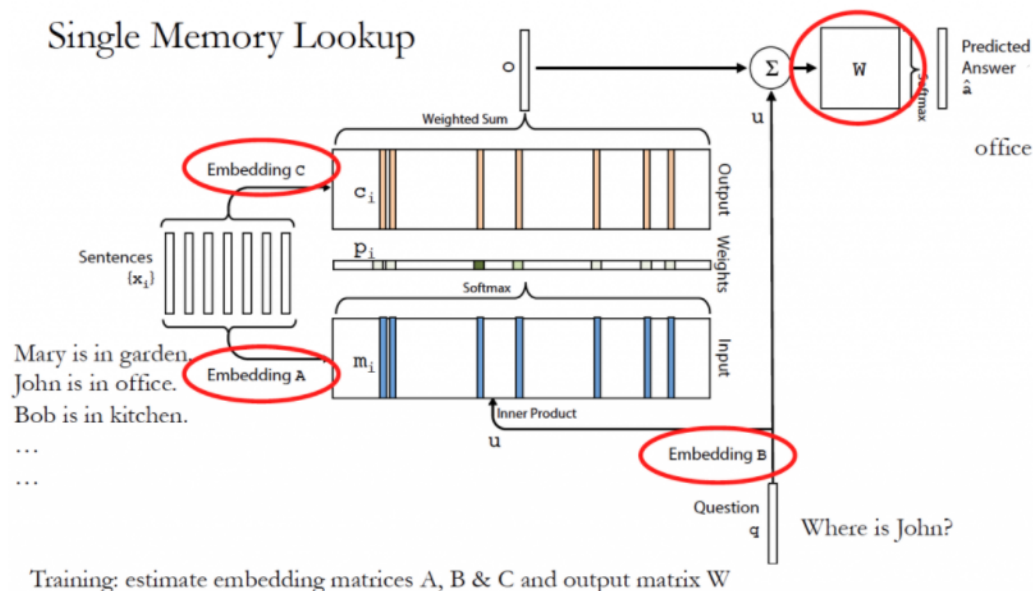 Single Memory Lookup
o
Σ
W
Softmax
Predicted
Answer
â
office
u
Weighted Sum
Embedding C
c_i
Output
Sentences
{x_i}
p_i
Weights
Softmax
Mary is in garden.
John is in office.
Bob is in kitchen.
…
…
Embedding A
m_i
Input
Inner Product
u
Embedding B
Question
q
Where is John?
Training: estimate embedding matrices A, B & C and output matrix W